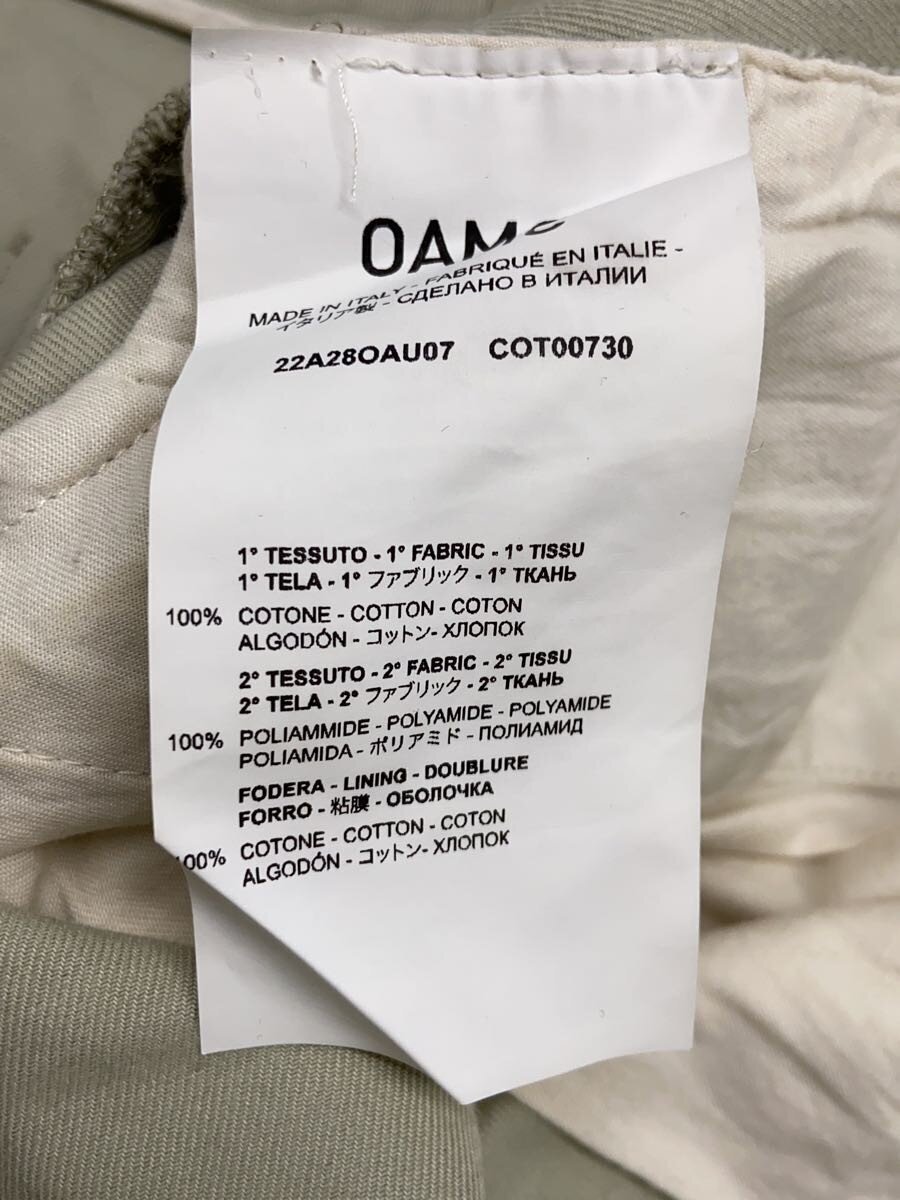 OAMC
MADE IN ITALY - FABRIQUÉ EN ITALIE -
イタリア製 - СДЕЛАНО В ИТАЛИИ
22A28OAU07 COT00730
1° TESSUTO - 1° FABRIC - 1° TISSU
1° TELA - 1° ファブリック - 1° ТКАНЬ
100% COTONE - COTTON - COTON
ALGODÓN - コットン- ХЛОПОК
2° TESSUTO - 2° FABRIC - 2° TISSU
2° TELA - 2° ファブリック - 2° ТКАНЬ
100% POLIAMMIDE - POLYAMIDE - POLYAMIDE
POLIAMIDA - ポリアミド - ПОЛИАМИД
FODERA - LINING - DOUBLURE
FORRO - 粘膜 - ОБОЛОЧКА
100% COTONE - COTTON - COTON
ALGODÓN - コットン- ХЛОПОК